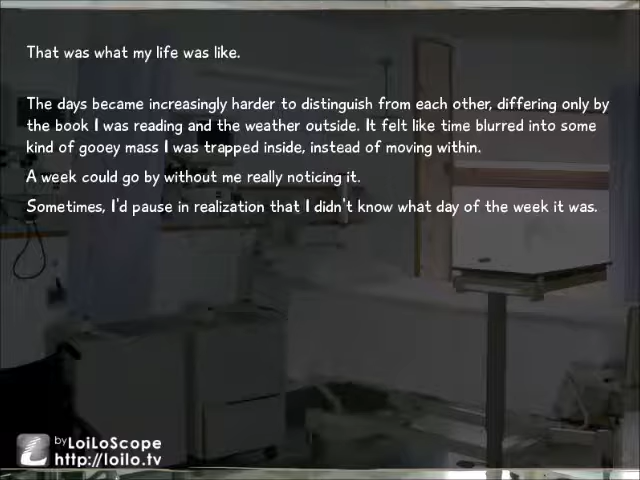 That was what my life was like.
The days became increasingly harder to distinguish from each other, differing only by
the book I was reading and the weather outside. It felt like time blurred into some
kind of gooey mass I was trapped inside, instead of moving within.
A week could go by without me really noticing it.
Sometimes, I'd pause in realization that I didn't know what day of the week it was.
by LoiLoScope
http://loilo.tv